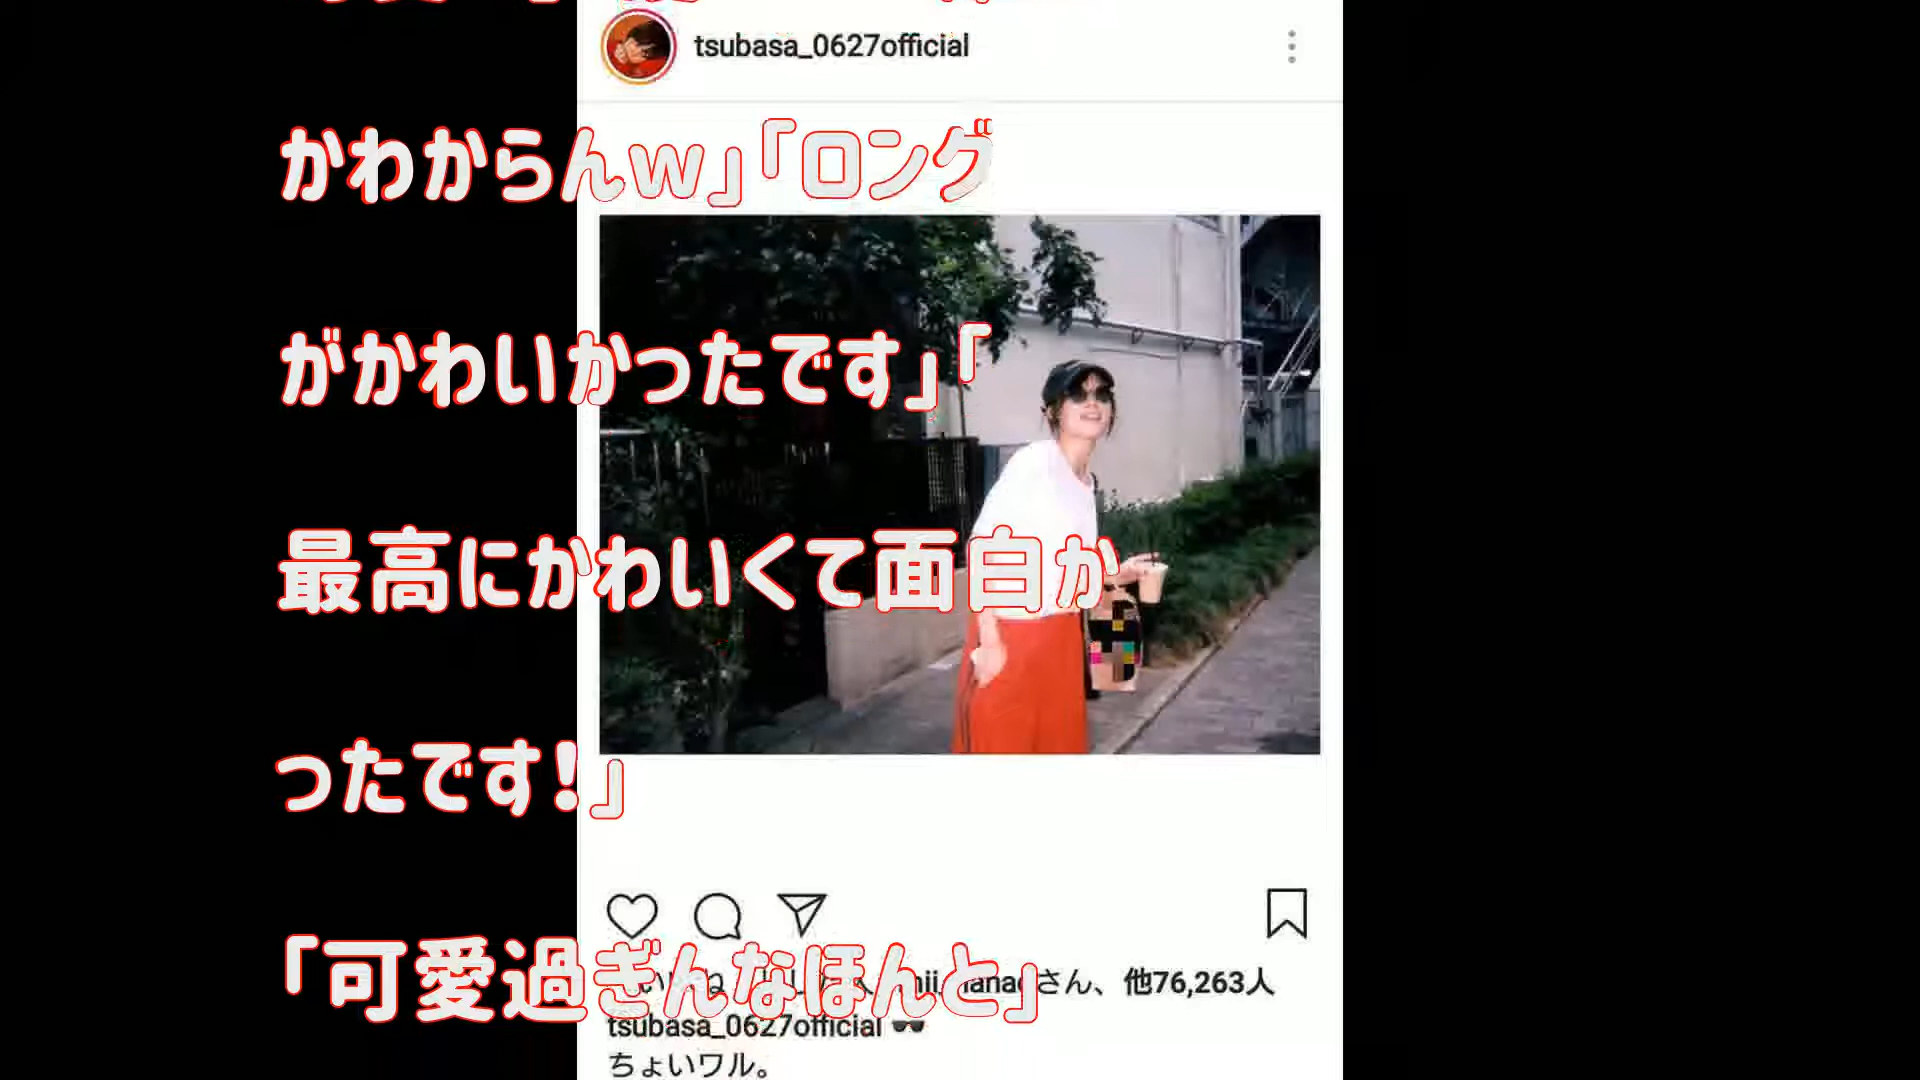 tsubasa_0627official
かわからんw」「ロング
がかわいかったです」「
最高にかわいくて面白か
ったです!」
「可愛過ぎんなほんと」
さん、他76,263人
tsubasa_0627official 🕶
ちょいワル。